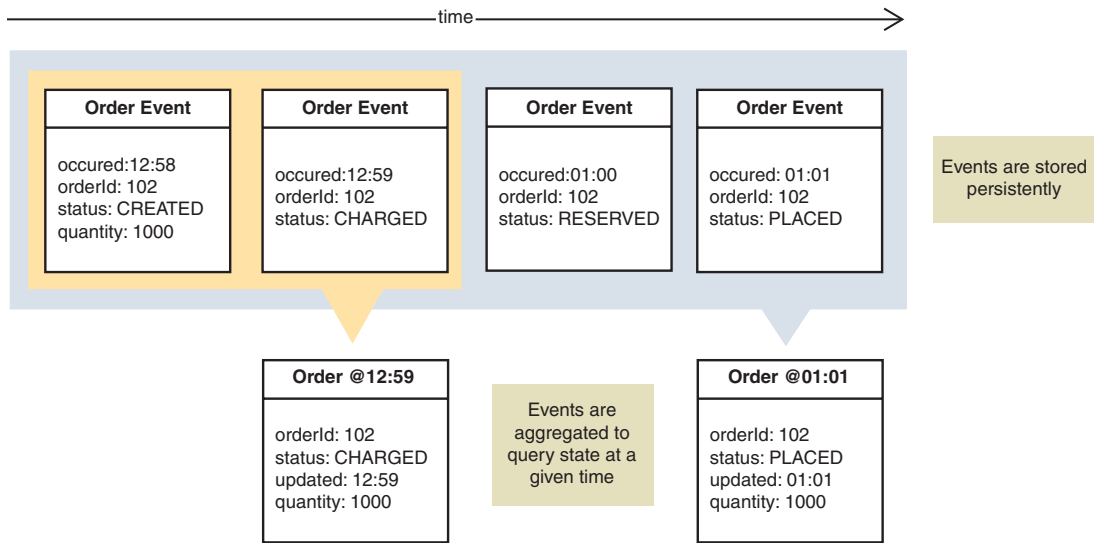 time
Order Event
occured:12:58
orderId: 102
status: CREATED
quantity: 1000
Order Event
occured:12:59
orderId: 102
status: CHARGED
Order Event
occured:01:00
orderId: 102
status: RESERVED
Order Event
occured: 01:01
orderId: 102
status: PLACED
Events are stored
persistently
Order @12:59
orderId: 102
status: CHARGED
updated: 12:59
quantity: 1000
Events are
aggregated to
query state at a
given time
Order @01:01
orderId: 102
status: PLACED
updated: 01:01
quantity: 1000